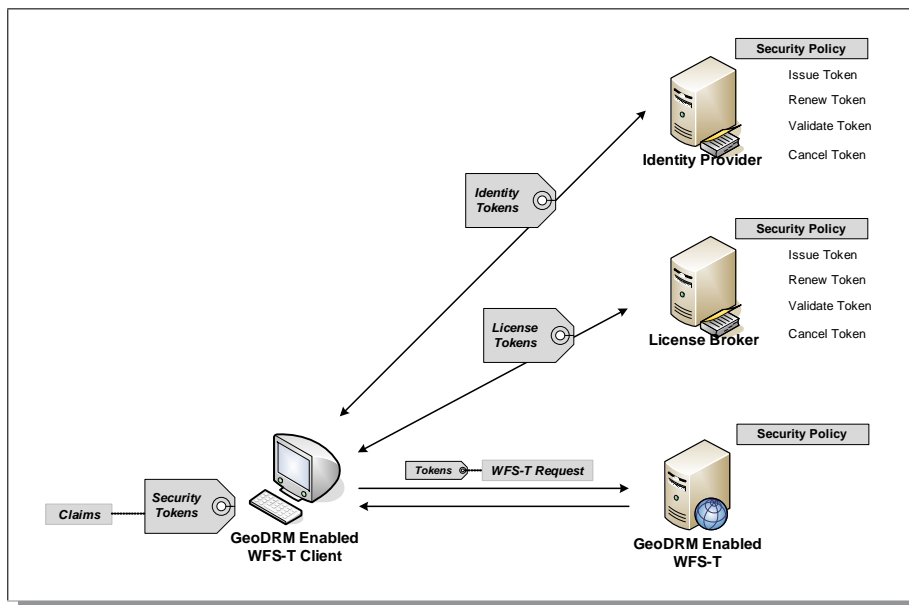 Security Policy
Issue Token
Renew Token
Validate Token
Cancel Token
Identity Provider
Identity
Tokens
Security Policy
Issue Token
Renew Token
Validate Token
Cancel Token
License Broker
License
Tokens
Security Policy
Tokens
WFS-T Request
Claims
Security
Tokens
GeoDRM Enabled
WFS-T Client
GeoDRM Enabled
WFS-T